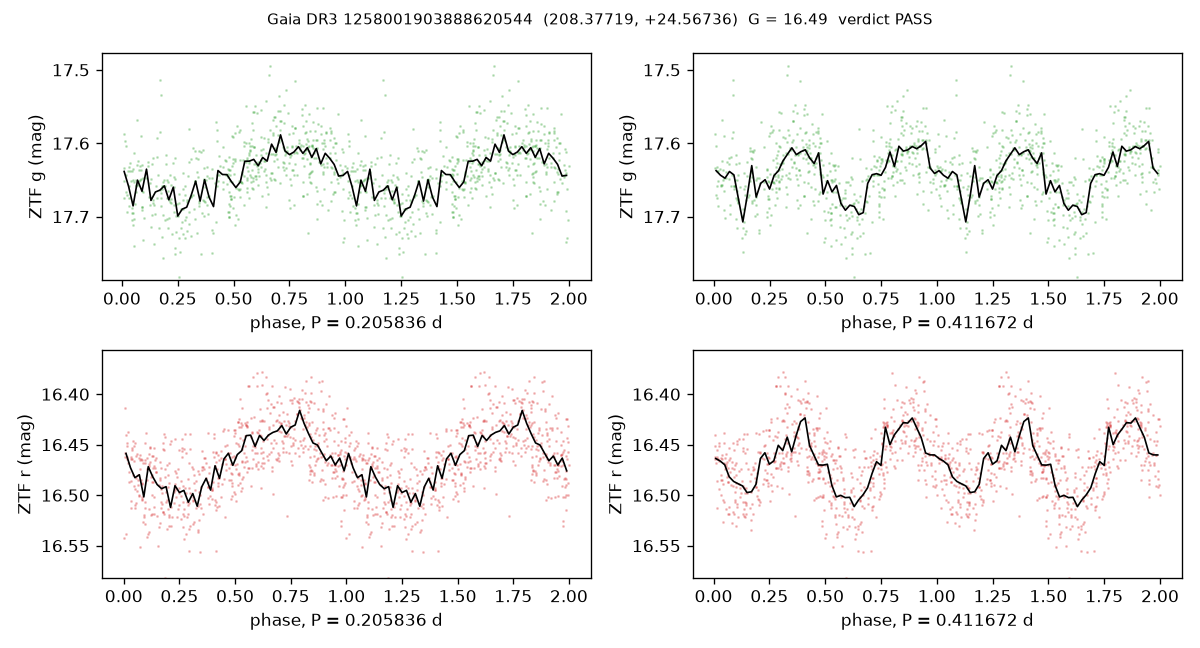 Gaia DR3 1258001903888620544 (208.37719, +24.56736) G = 16.49 verdict PASS
17.5
17.6
17.7
ZTF g (mag)
0.00 0.25 0.50 0.75 1.00 1.25 1.50 1.75 2.00
phase, P = 0.205836 d
17.5
17.6
17.7
ZTF g (mag)
0.00 0.25 0.50 0.75 1.00 1.25 1.50 1.75 2.00
phase, P = 0.411672 d
16.40
16.45
16.50
16.55
ZTF r (mag)
0.00 0.25 0.50 0.75 1.00 1.25 1.50 1.75 2.00
phase, P = 0.205836 d
16.40
16.45
16.50
16.55
ZTF r (mag)
0.00 0.25 0.50 0.75 1.00 1.25 1.50 1.75 2.00
phase, P = 0.411672 d